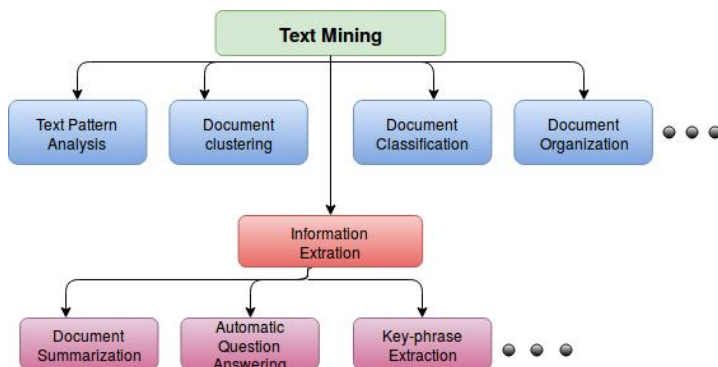 Text Mining
Text Pattern
Analysis
Document
clustering
Document
Classification
Document
Organization
Information
Extration
Document
Summarization
Automatic
Question
Answering
Key-phrase
Extraction